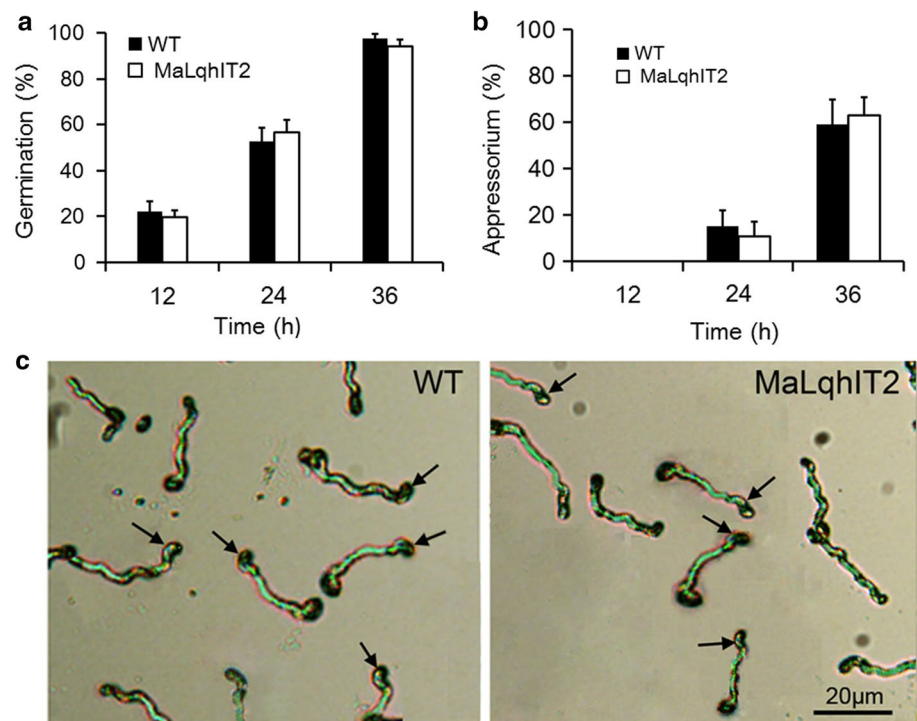 a
100
80
60
40
20
0
Germination (%)
WT
MaLqhIT2
12 24 36
Time (h)
b
100
80
60
40
20
0
Appressorium (%)
WT
MaLqhIT2
12 24 36
Time (h)
c
WT
MaLqhIT2
20μm